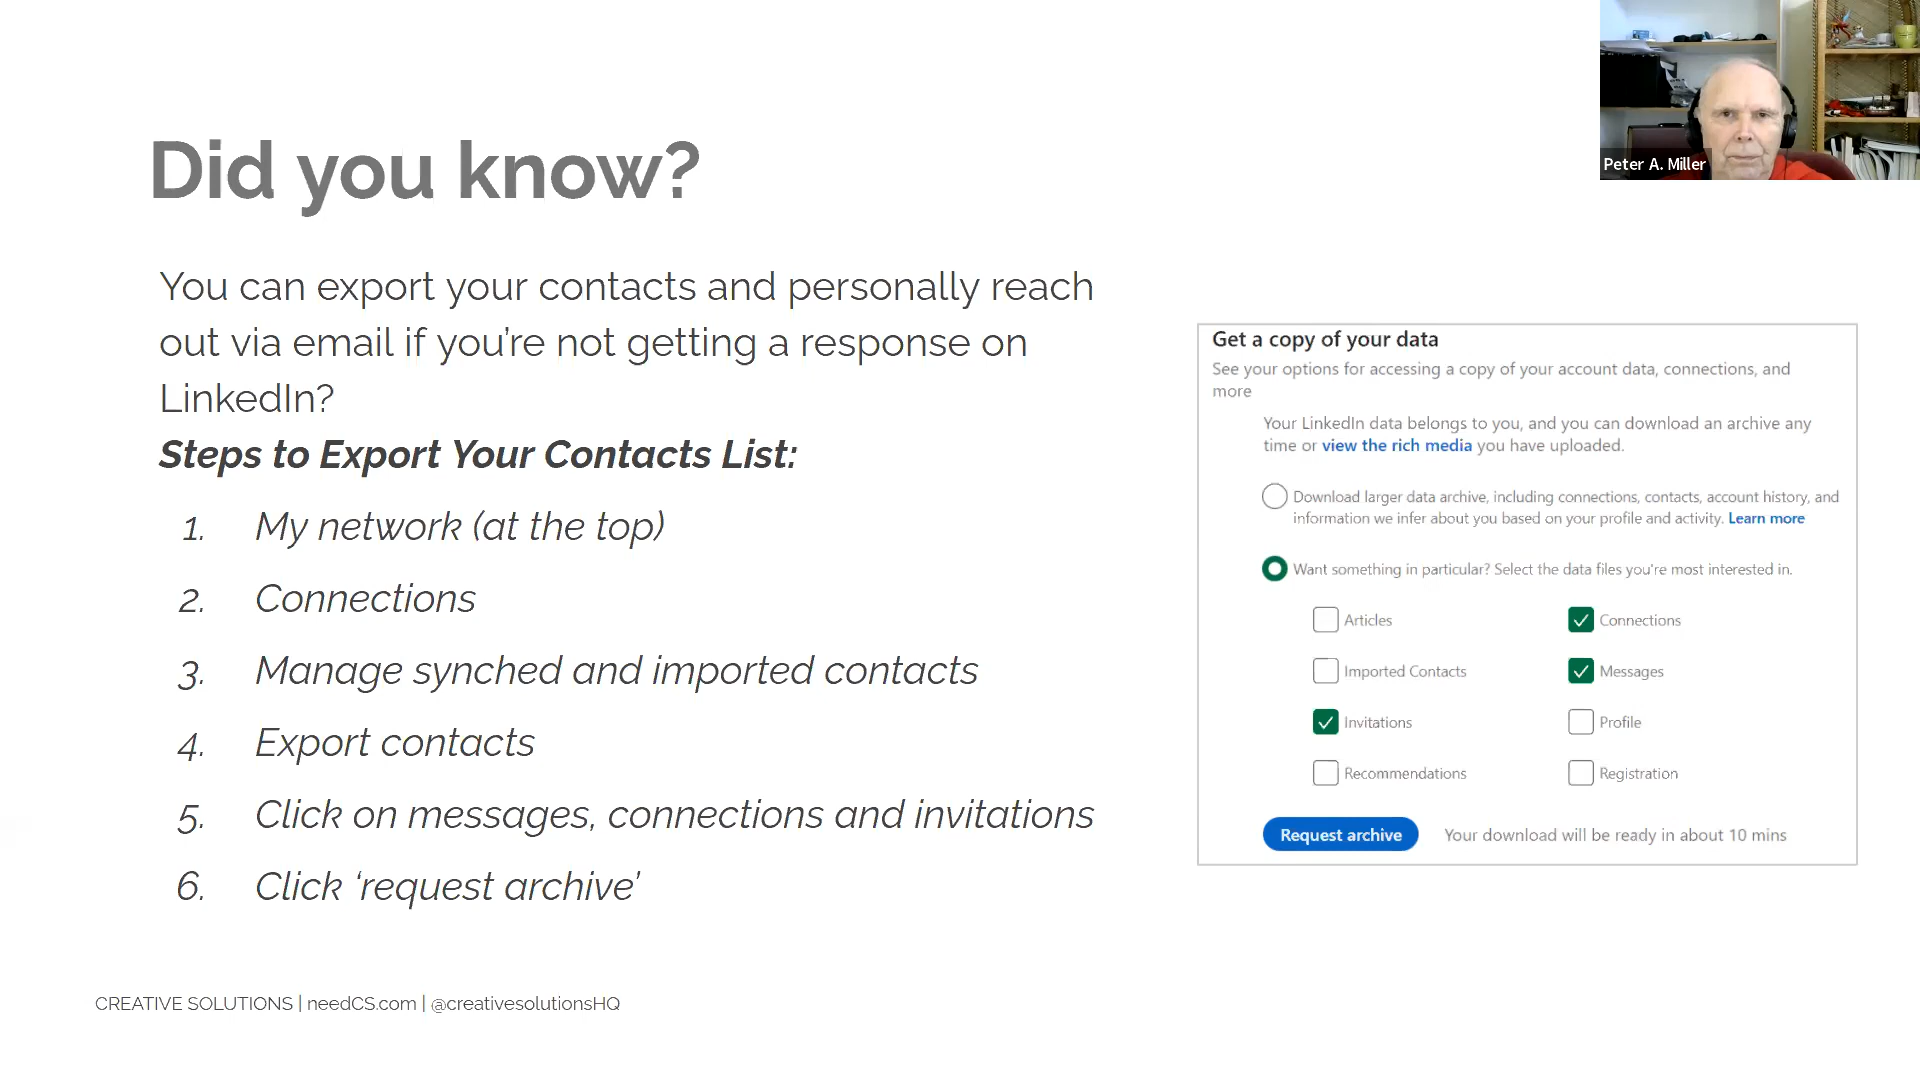 Peter A. Miller
Did you know?
You can export your contacts and personally reach
out via email if you’re not getting a response on
LinkedIn?
Steps to Export Your Contacts List:
1. My network (at the top)
2. Connections
3. Manage synched and imported contacts
4. Export contacts
5. Click on messages, connections and invitations
6. Click ‘request archive’
Get a copy of your data
See your options for accessing a copy of your account data, connections, and
more
Your LinkedIn data belongs to you, and you can download an archive any
time or view the rich media you have uploaded.
Download larger data archive, including connections, contacts, account history, and
information we infer about you based on your profile and activity. Learn more
Want something in particular? Select the data files you're most interested in.
Articles
Connections
Imported Contacts
Messages
Invitations
Profile
Recommendations
Registration
Request archive
Your download will be ready in about 10 mins
CREATIVE SOLUTIONS | needCS.com | @creativesolutionsHQ